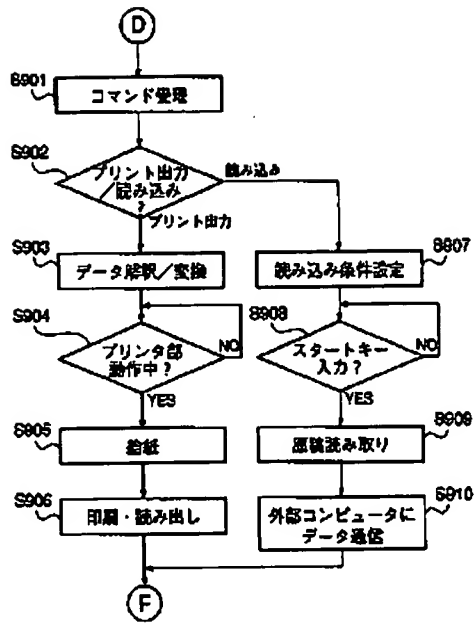 D
S901
コマンド受理
S902
プリント出力
/読み込み
?
読み込み
プリント出力
S903
データ解釈/変換
S904
プリンタ部
動作中?
NO
YES
S905
給紙
S906
印刷・読み出し
S907
読み込み条件設定
S908
スタートキー
入力?
NO
YES
S909
原稿読み取り
S910
外部コンピュータに
データ通信
F